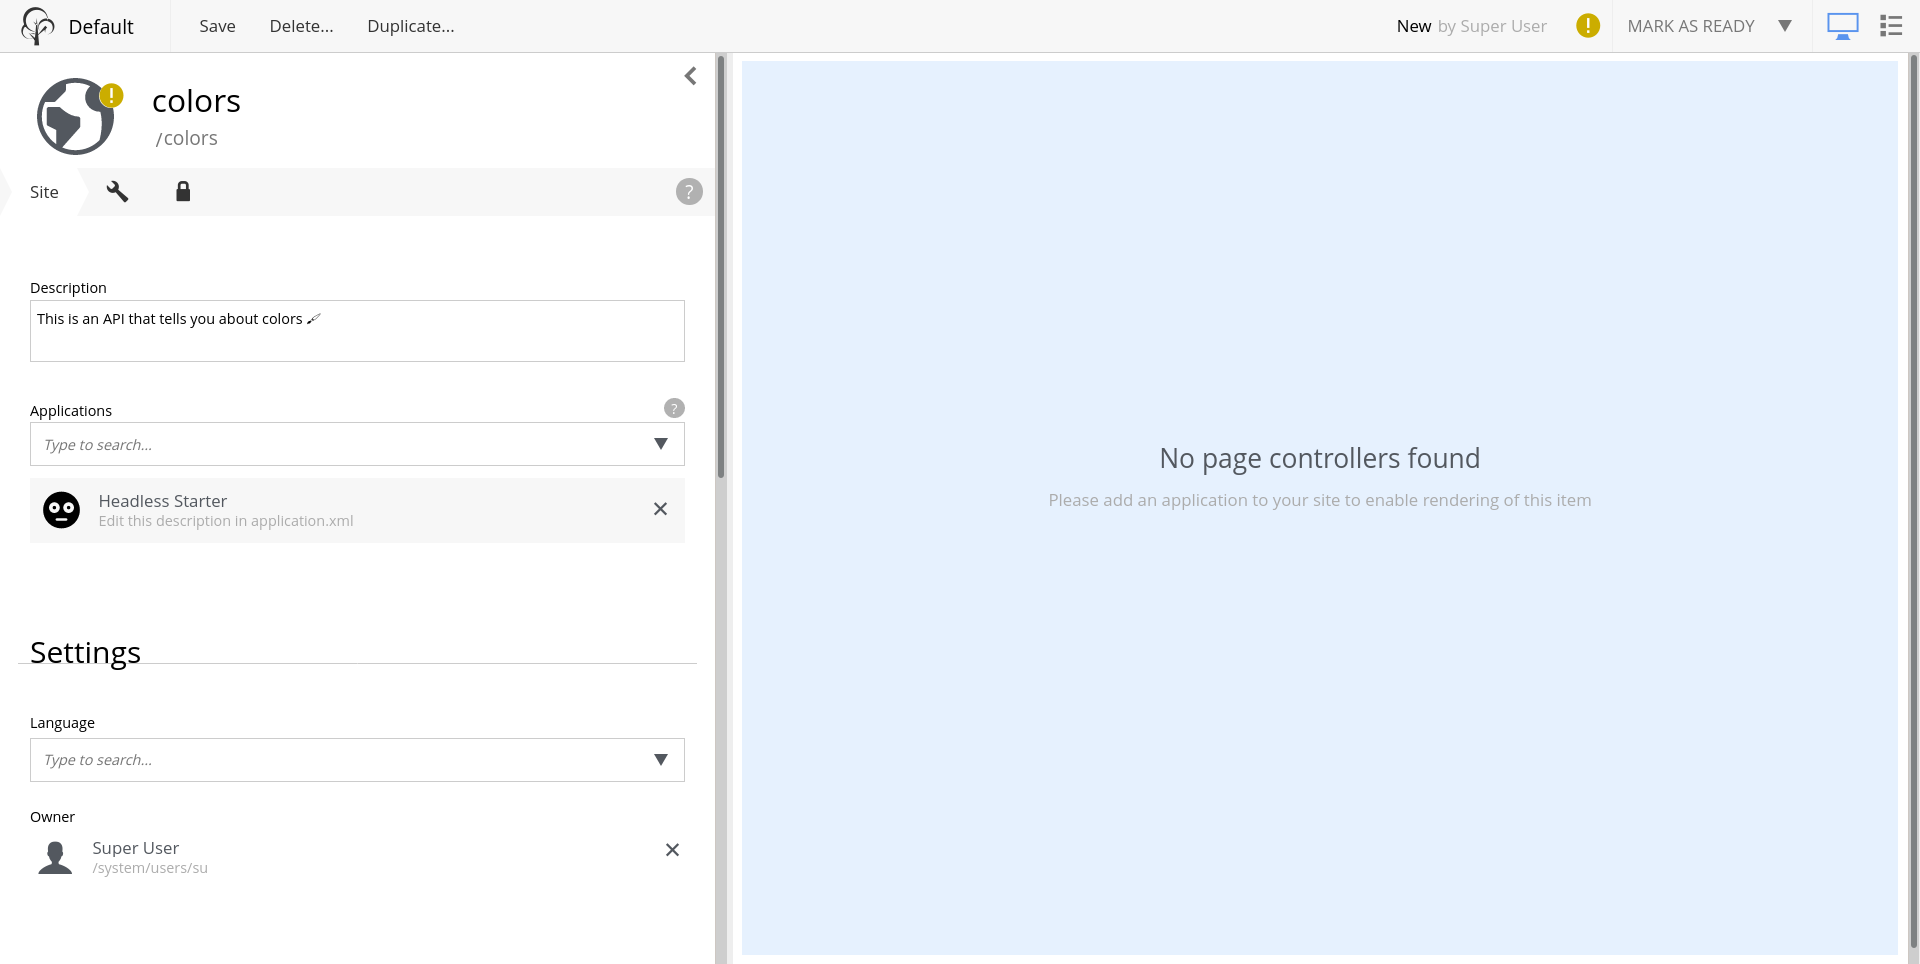 Default
Save
Delete...
Duplicate...
New by Super User
MARK AS READY
colors
/colors
Site
?
Description
This is an API that tells you about colors 🖌
Applications
?
Type to search...
Headless Starter
Edit this description in application.xml
Settings
Language
Type to search...
Owner
Super User
/system/users/su
No page controllers found
Please add an application to your site to enable rendering of this item